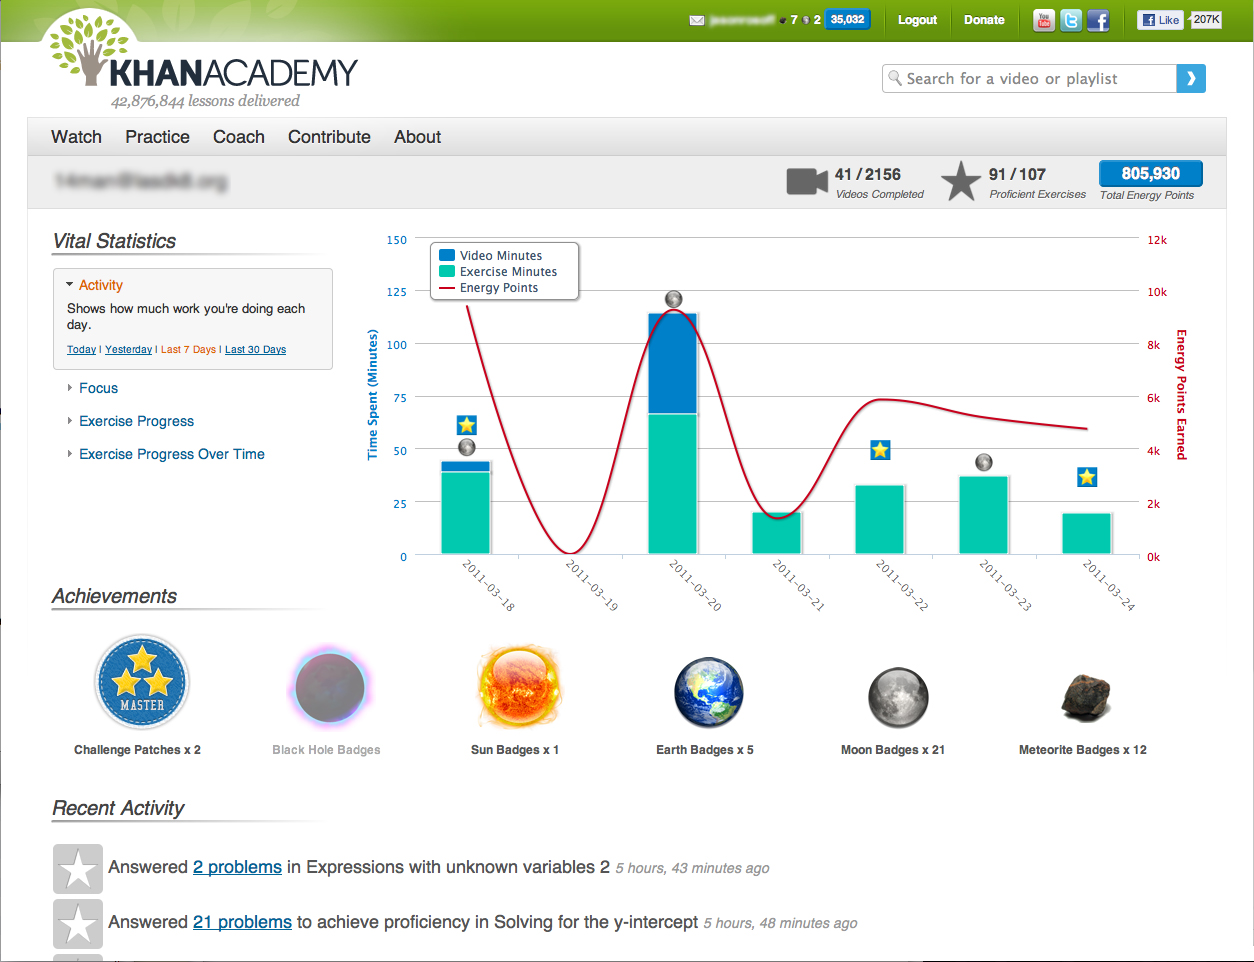 7 2 35,032 Logout Donate You Tube Like 207K
KHANACADEMY
42,876,844 lessons delivered
Search for a video or playlist
Watch Practice Coach Contribute About
41 / 2156
Videos Completed
91 / 107
Proficient Exercises
805,930
Total Energy Points
Vital Statistics
Activity
Shows how much work you're doing each
day.
Today | Yesterday | Last 7 Days | Last 30 Days
Focus
Exercise Progress
Exercise Progress Over Time
Time Spent (Minutes)
150
125
100
75
50
25
0
Video Minutes
Exercise Minutes
Energy Points
12k
10k
8k
6k
4k
2k
0k
Energy Points Earned
2011-03-18
2011-03-19
2011-03-20
2011-03-21
2011-03-22
2011-03-23
2011-03-24
Achievements
MASTER
Challenge Patches x 2
Black Hole Badges
Sun Badges x 1
Earth Badges x 5
Moon Badges x 21
Meteorite Badges x 12
Recent Activity
Answered 2 problems in Expressions with unknown variables 2 5 hours, 43 minutes ago
Answered 21 problems to achieve proficiency in Solving for the y-intercept 5 hours, 48 minutes ago